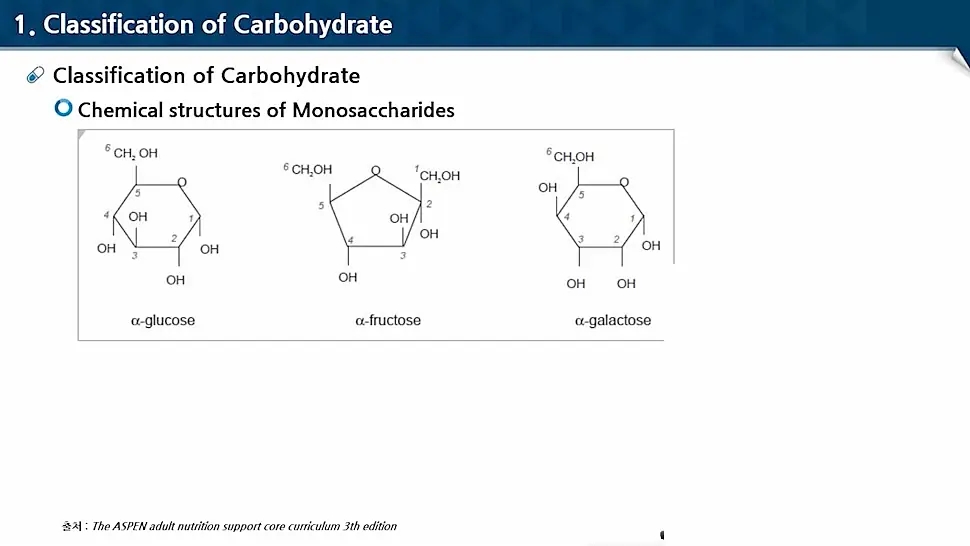 1. Classification of Carbohydrate
Classification of Carbohydrate
Chemical structures of Monosaccharides
6 CH2 OH
5
O
4
OH
1
OH
3
2
OH
OH
α-glucose
6 CH2OH
O
1 CH2OH
5
2
OH
OH
4
3
OH
α-fructose
6 CH2OH
OH
5
O
4
1
3
2
OH
OH
OH
α-galactose
출처 : The ASPEN adult nutrition support core curriculum 3th edition